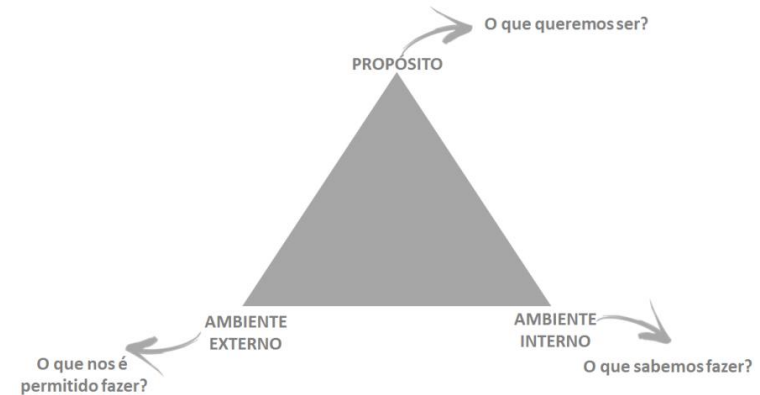 O que queremos ser?
PROPÓSITO
AMBIENTE
EXTERNO
O que nos é
permitido fazer?
AMBIENTE
INTERNO
O que sabemos fazer?